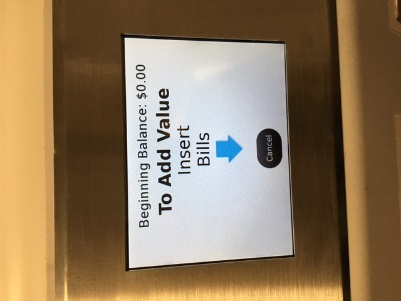 Beginning Balance: $0.00
To Add Value
Insert
Bills
Cancel